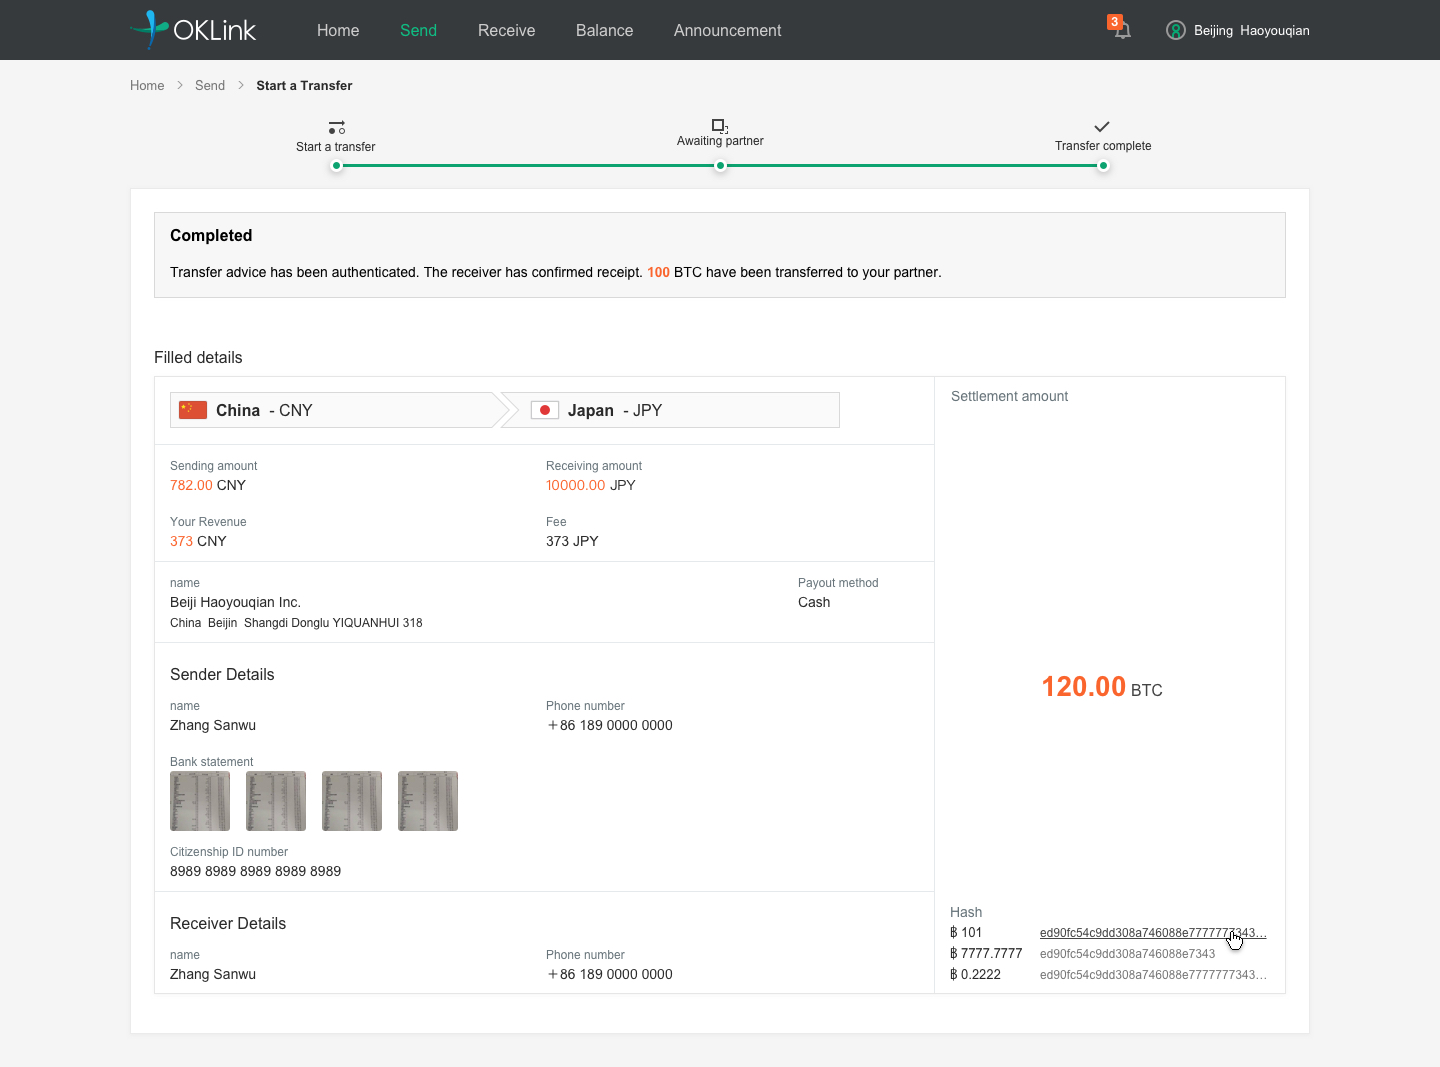 OKLink
Home Send Receive Balance Announcement
3
Beijing Haoyouqian
Home > Send > Start a Transfer
Start a transfer
Awaiting partner
Transfer complete
Completed
Transfer advice has been authenticated. The receiver has confirmed receipt. 100 BTC have been transferred to your partner.
Filled details
China - CNY
Japan - JPY
Sending amount
782.00 CNY
Receiving amount
10000.00 JPY
Your Revenue
373 CNY
Fee
373 JPY
name
Beiji Haoyouqian Inc.
China Beijin Shangdi Donglu YIQUANHUI 318
Payout method
Cash
Sender Details
name
Zhang Sanwu
Phone number
+86 189 0000 0000
Bank statement
Citizenship ID number
8989 8989 8989 8989 8989
Receiver Details
name
Zhang Sanwu
Phone number
+86 189 0000 0000
Settlement amount
120.00 BTC
Hash
฿ 101 ed90fc54c9dd308a746088e7777777343...
฿ 7777.7777 ed90fc54c9dd308a746088e7343
฿ 0.2222 ed90fc54c9dd308a746088e7777777343...